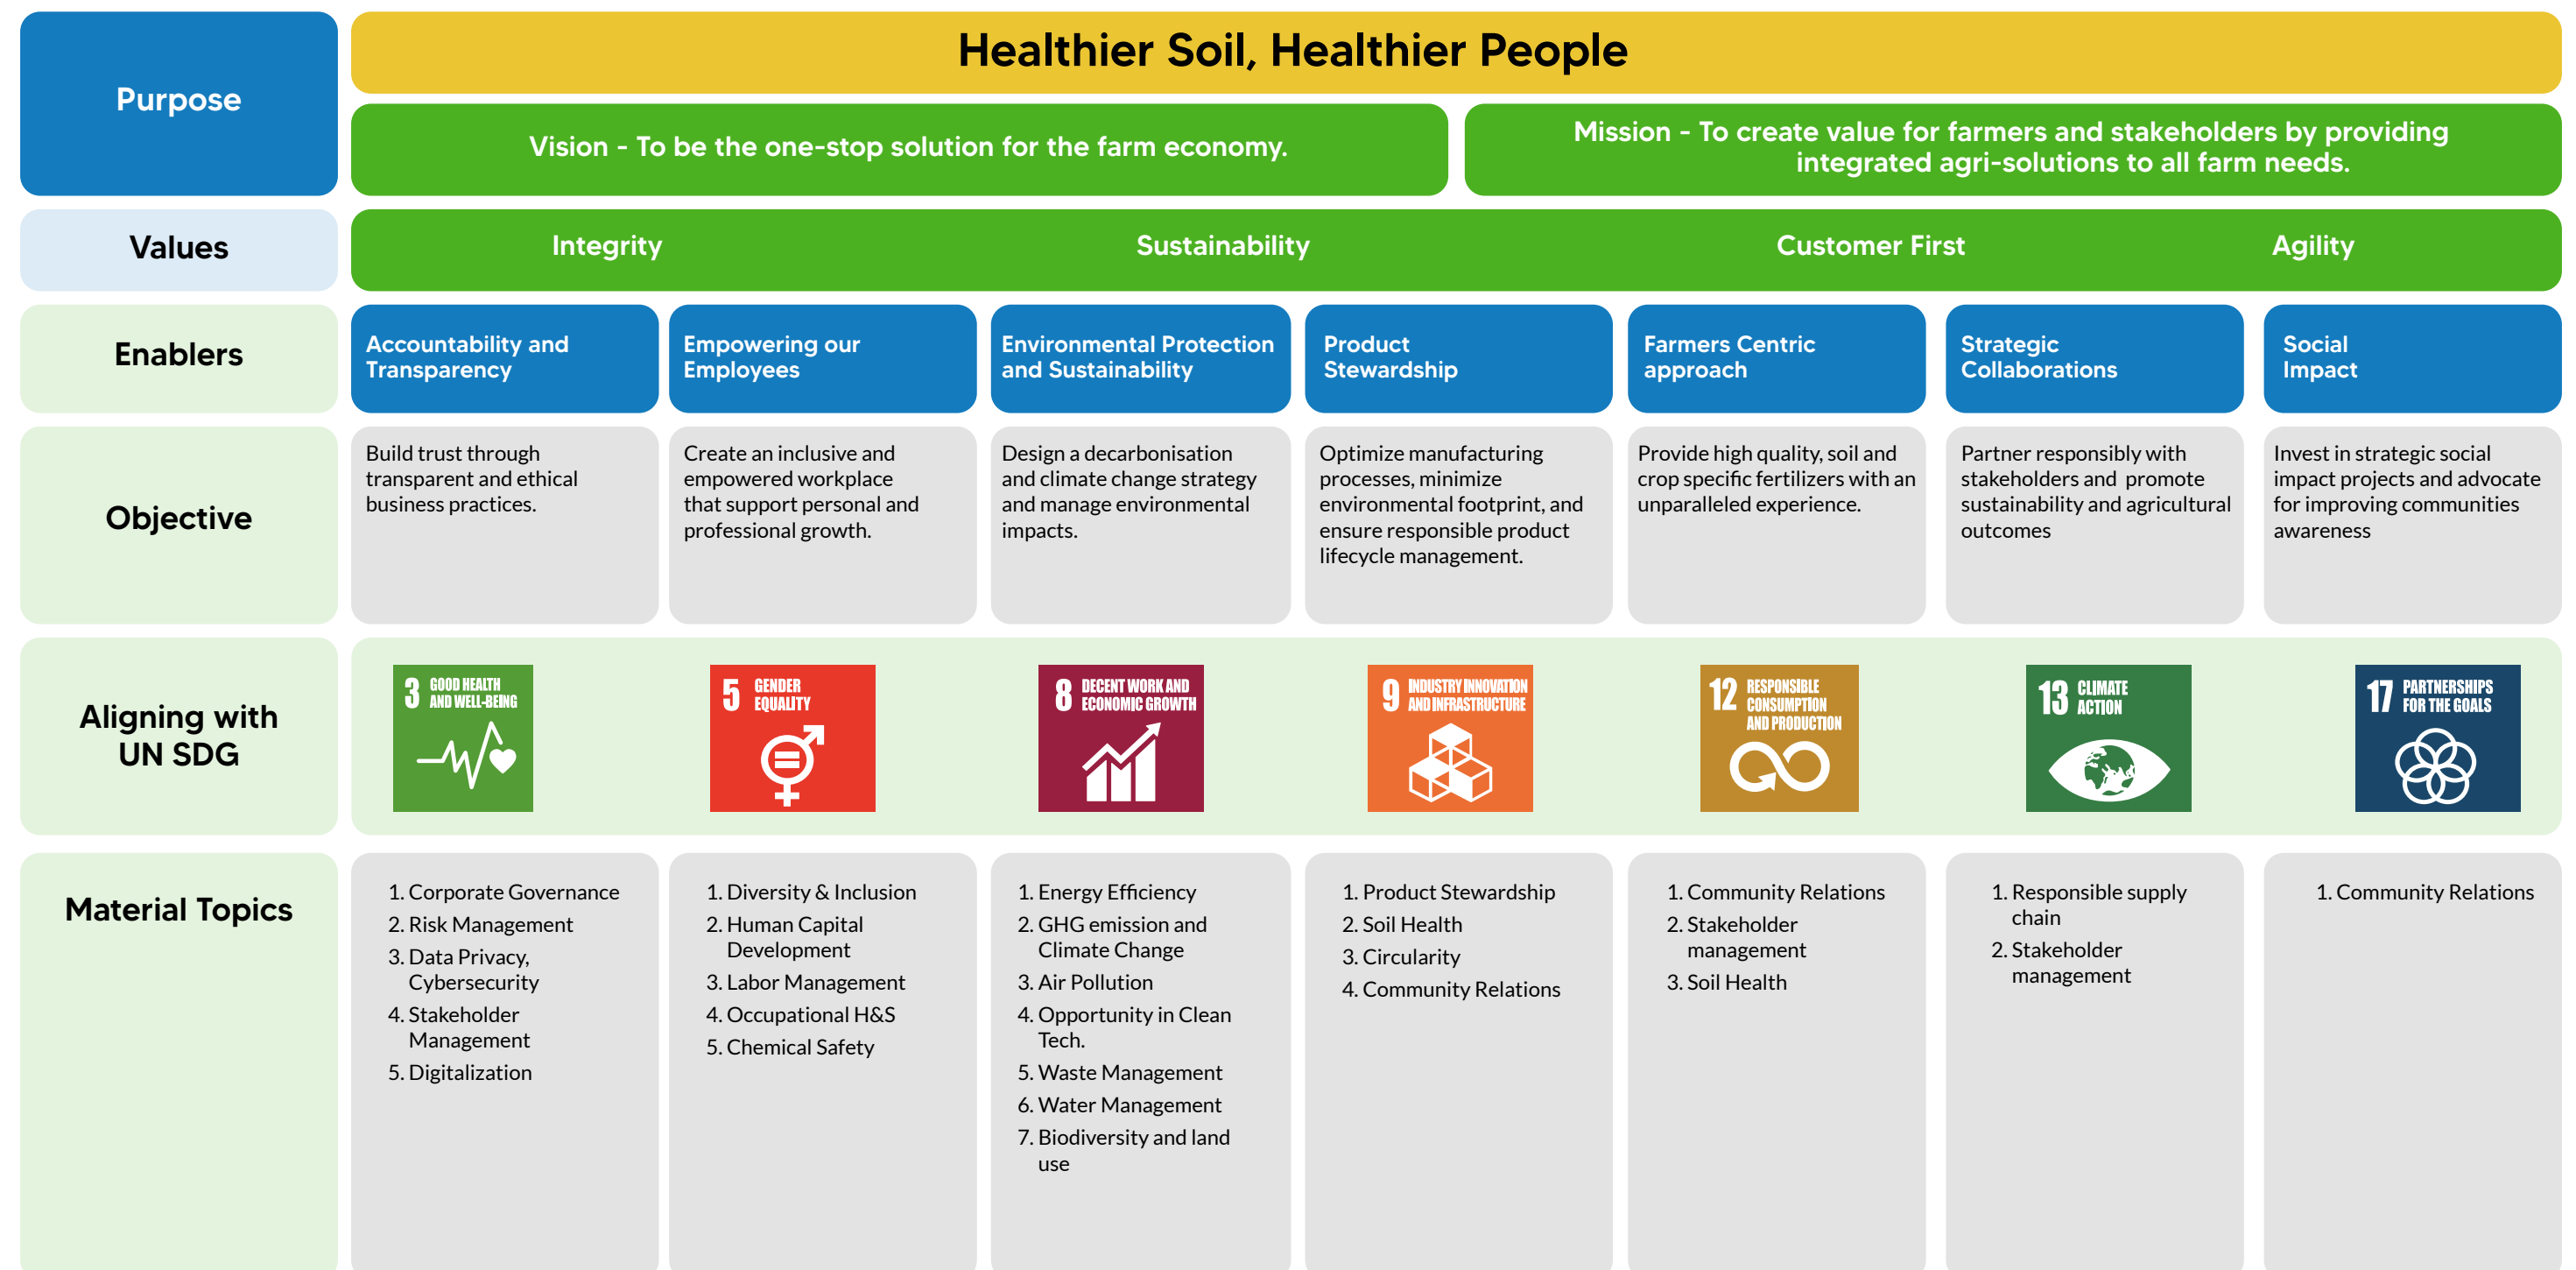 Purpose
Healthier Soil, Healthier People
Vision - To be the one-stop solution for the farm economy.
Mission - To create value for farmers and stakeholders by providing
integrated agri-solutions to all farm needs.
Values
Integrity
Sustainability
Customer First
Agility
Enablers
Accountability and
Transparency
Empowering our
Employees
Environmental Protection
and Sustainability
Product
Stewardship
Farmers Centric
approach
Strategic
Collaborations
Social
Impact
Objective
Build trust through
transparent and ethical
business practices.
Create an inclusive and
empowered workplace
that support personal and
professional growth.
Design a decarbonisation
and climate change strategy
and manage environmental
impacts.
Optimize manufacturing
processes, minimize
environmental footprint, and
ensure responsible product
lifecycle management.
Provide high quality, soil and
crop specific fertilizers with an
unparalleled experience.
Partner responsibly with
stakeholders and  promote
sustainability and agricultural
outcomes
Invest in strategic social
impact projects and advocate
for improving communities
awareness
Aligning with
UN SDG
3 GOOD HEALTH
AND WELL-BEING
5 GENDER
EQUALITY
8 DECENT WORK AND
ECONOMIC GROWTH
9 INDUSTRY INNOVATION
AND INFRASTRUCTURE
12 RESPONSIBLE
CONSUMPTION
AND PRODUCTION
13 CLIMATE
ACTION
17 PARTNERSHIPS
FOR THE GOALS
Material Topics
1. Corporate Governance
2. Risk Management
3. Data Privacy,
Cybersecurity
4. Stakeholder
Management
5. Digitalization
1. Diversity & Inclusion
2. Human Capital
Development
3. Labor Management
4. Occupational H&S
5. Chemical Safety
1. Energy Efficiency
2. GHG emission and
Climate Change
3. Air Pollution
4. Opportunity in Clean
Tech.
5. Waste Management
6. Water Management
7. Biodiversity and land
use
1. Product Stewardship
2. Soil Health
3. Circularity
4. Community Relations
1. Community Relations
2. Stakeholder
management
3. Soil Health
1. Responsible supply
chain
2. Stakeholder
management
1. Community Relations